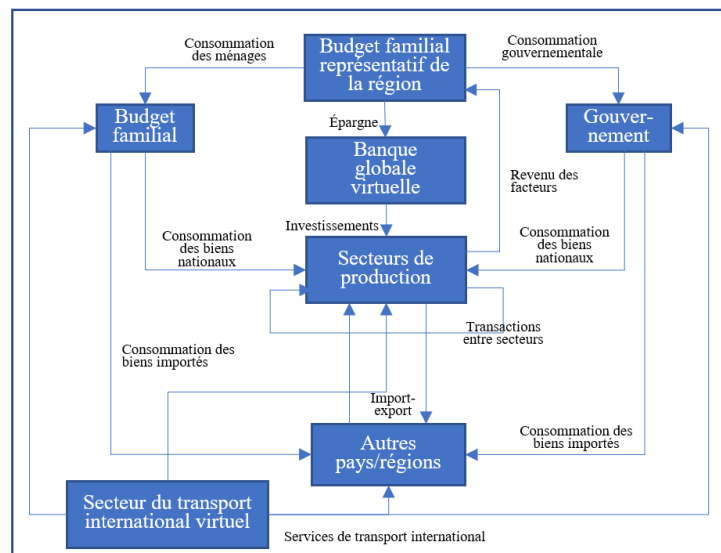 Consommation
des ménages
Budget familial
représentatif de
la région
Consommation
gouvernementale
Budget
familial
Épargne
Gouver-
nement
Banque
globale
virtuelle
Revenu des
facteurs
Investissements
Consommation
des biens
nationaux
Secteurs de
production
Consommation
des biens
nationaux
Transactions
entre secteurs
Consommation des
biens importés
Import-
export
Autres
pays/régions
Consommation des
biens importés
Secteur du transport
international virtuel
Services de transport international